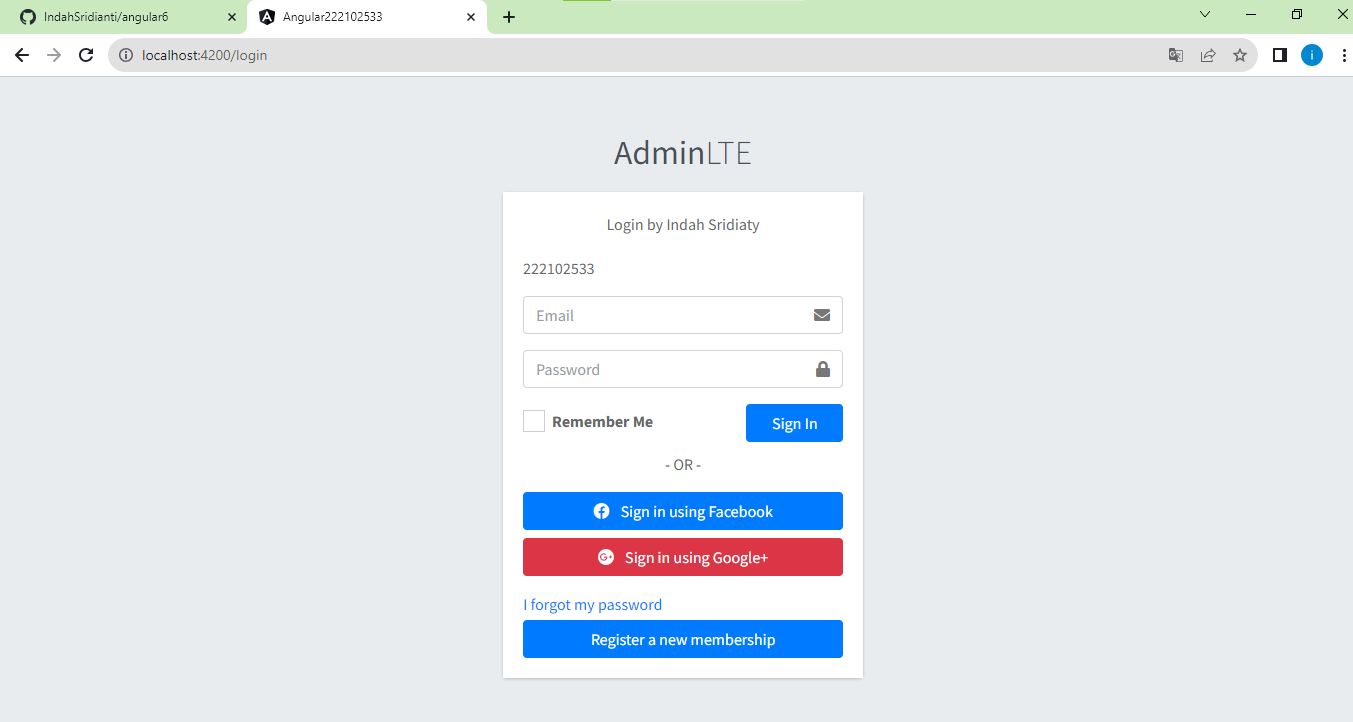 IndahSridianti/angular6
Angular222102533
localhost:4200/login
i
AdminLTE
Login by Indah Sridiaty
222102533
Email
Password
Remember Me
Sign In
- OR -
Sign in using Facebook
Sign in using Google+
I forgot my password
Register a new membership